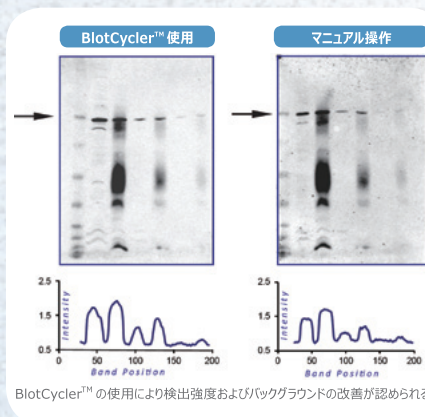 BlotCycler™ 使用
マニュアル操作
2.5
1.5
0.5
Intensity
0
50
100
150
200
Band Position
2.5
1.5
0.5
Intensity
0
50
100
150
200
Band Position
BlotCycler™ の使用により検出強度およびバックグラウンドの改善が認められる